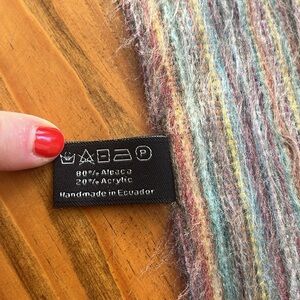 P
80% Alpaca
20% Acrylic
Handmade in Ecuador